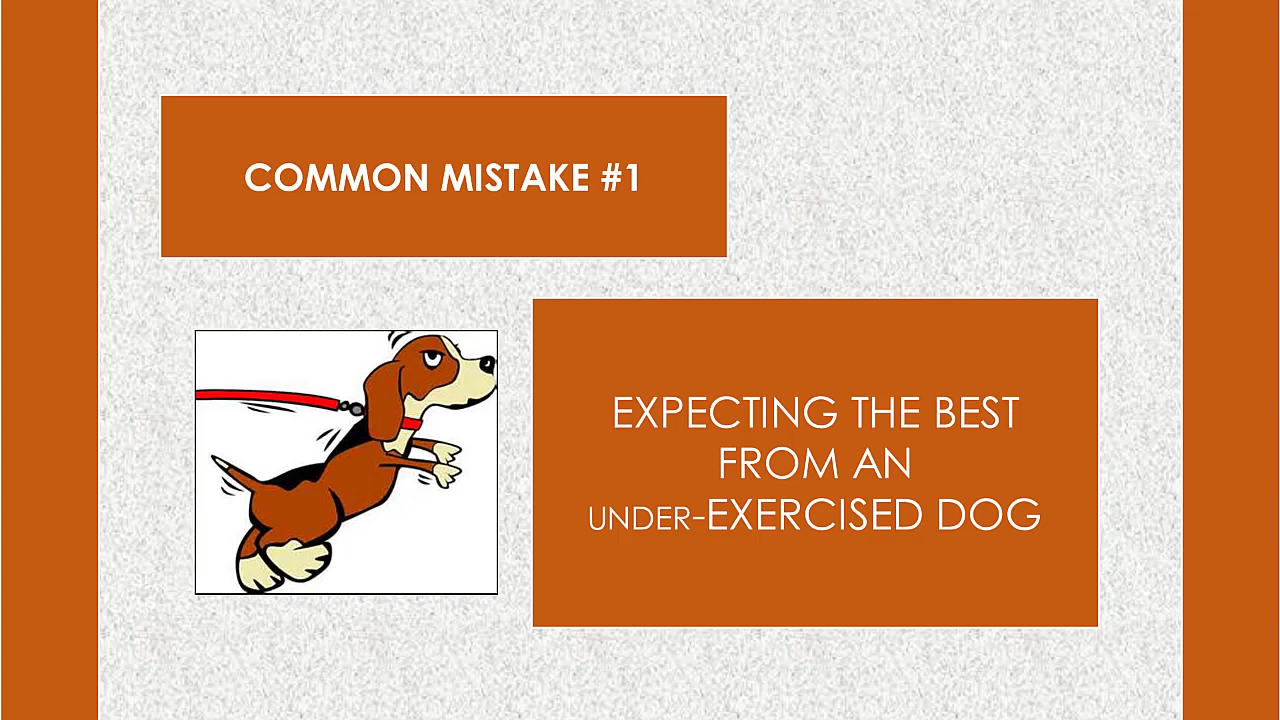 COMMON MISTAKE #1
EXPECTING THE BEST
FROM AN
UNDER-EXERCISED DOG